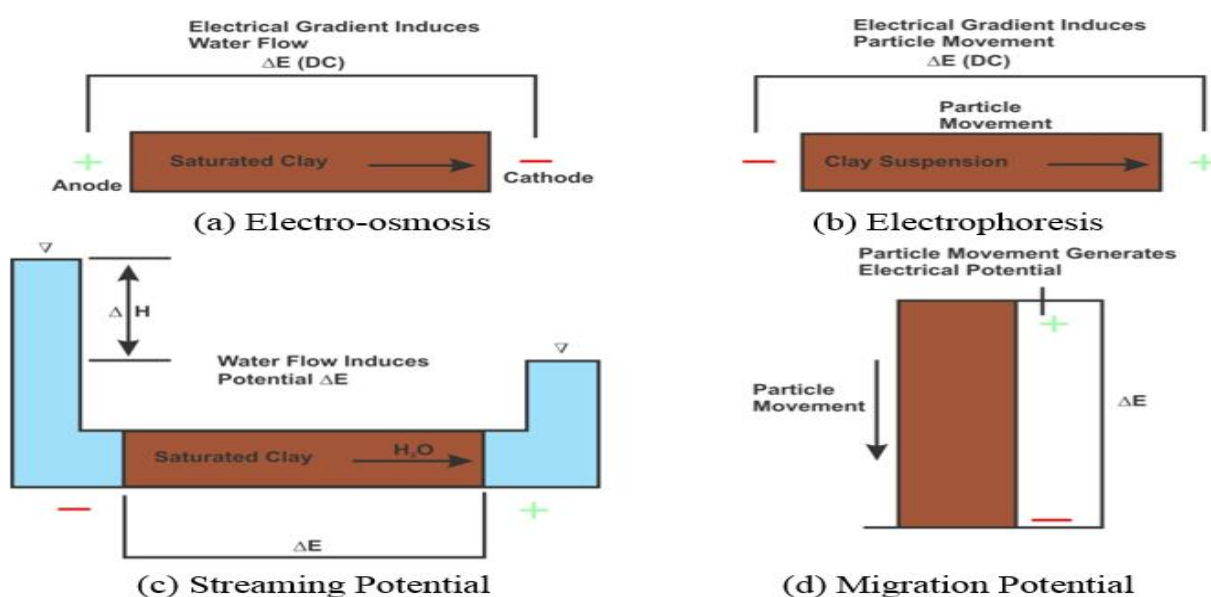 Electrical Gradient Induces
Water Flow
ΔE (DC)
+
Anode
Saturated Clay
−
Cathode
(a) Electro-osmosis
Electrical Gradient Induces
Particle Movement
ΔE (DC)
Particle
Movement
−
Clay Suspension
+
(b) Electrophoresis
Δ H
Water Flow Induces
Potential ΔE
Saturated Clay
H₂O
−
+
ΔE
(c) Streaming Potential
Particle Movement Generates
Electrical Potential
+
Particle
Movement
ΔE
−
(d) Migration Potential